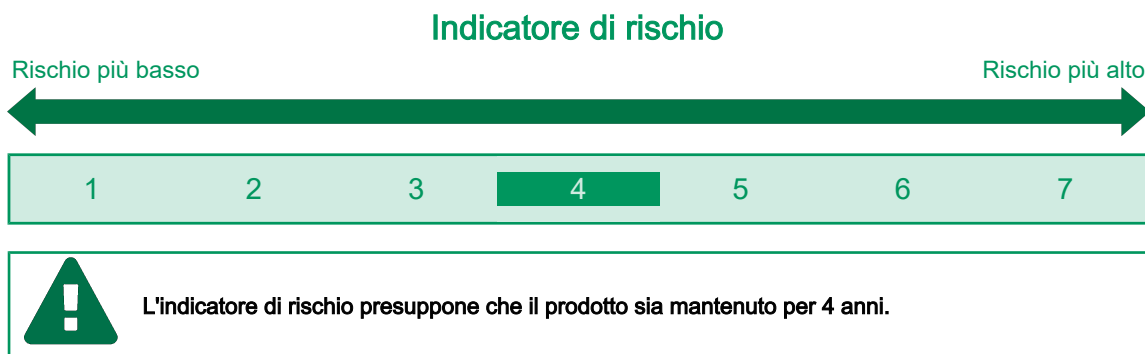 Indicatore di rischio
Rischio più basso Rischio più alto
1 2 3 4 5 6 7
L'indicatore di rischio presuppone che il prodotto sia mantenuto per 4 anni.